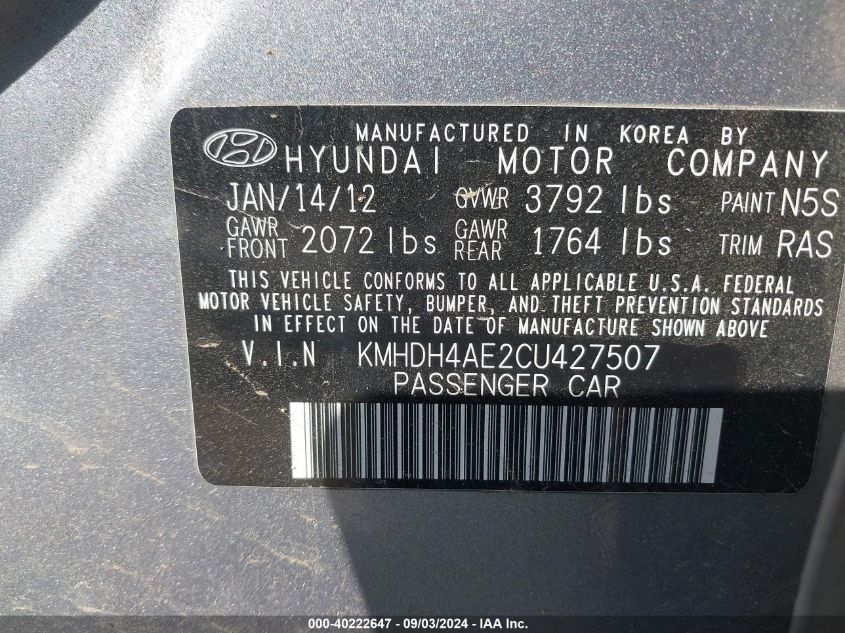 MANUFACTURED IN KOREA BY
HYUNDAI MOTOR COMPANY
JAN/14/12 GVWR 3792 lbs PAINT N5S
GAWR FRONT 2072 lbs GAWR REAR 1764 lbs TRIM RAS
THIS VEHICLE CONFORMS TO ALL APPLICABLE U.S.A. FEDERAL
MOTOR VEHICLE SAFETY, BUMPER, AND THEFT PREVENTION STANDARDS
IN EFFECT ON THE DATE OF MANUFACTURE SHOWN ABOVE
V.I.N KMHDH4AE2CU427507
PASSENGER CAR
000-40222647 - 09/03/2024 - IAA Inc.